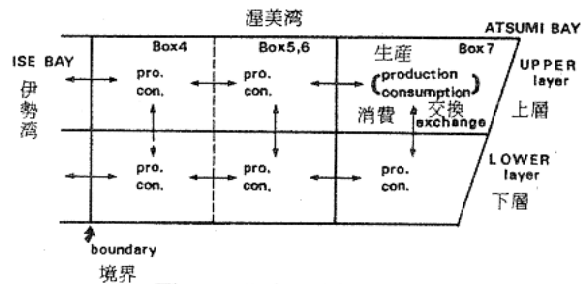 渥美湾
ATSUMI BAY
Box4
Box5,6
生産
Box7
ISE BAY
伊勢湾
pro.
con.
pro.
con.
(production
consumption)
UPPER
layer
上層
消費
交換
exchange
pro.
con.
pro.
con.
pro.
con.
LOWER
layer
下層
boundary
境界